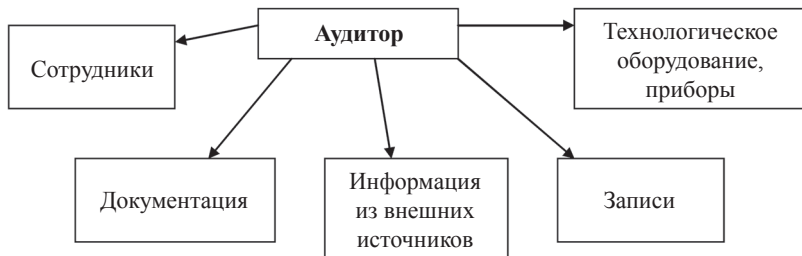 Аудитор
Сотрудники
Технологическое
оборудование,
приборы
Документация
Информация
из внешних
источников
Записи